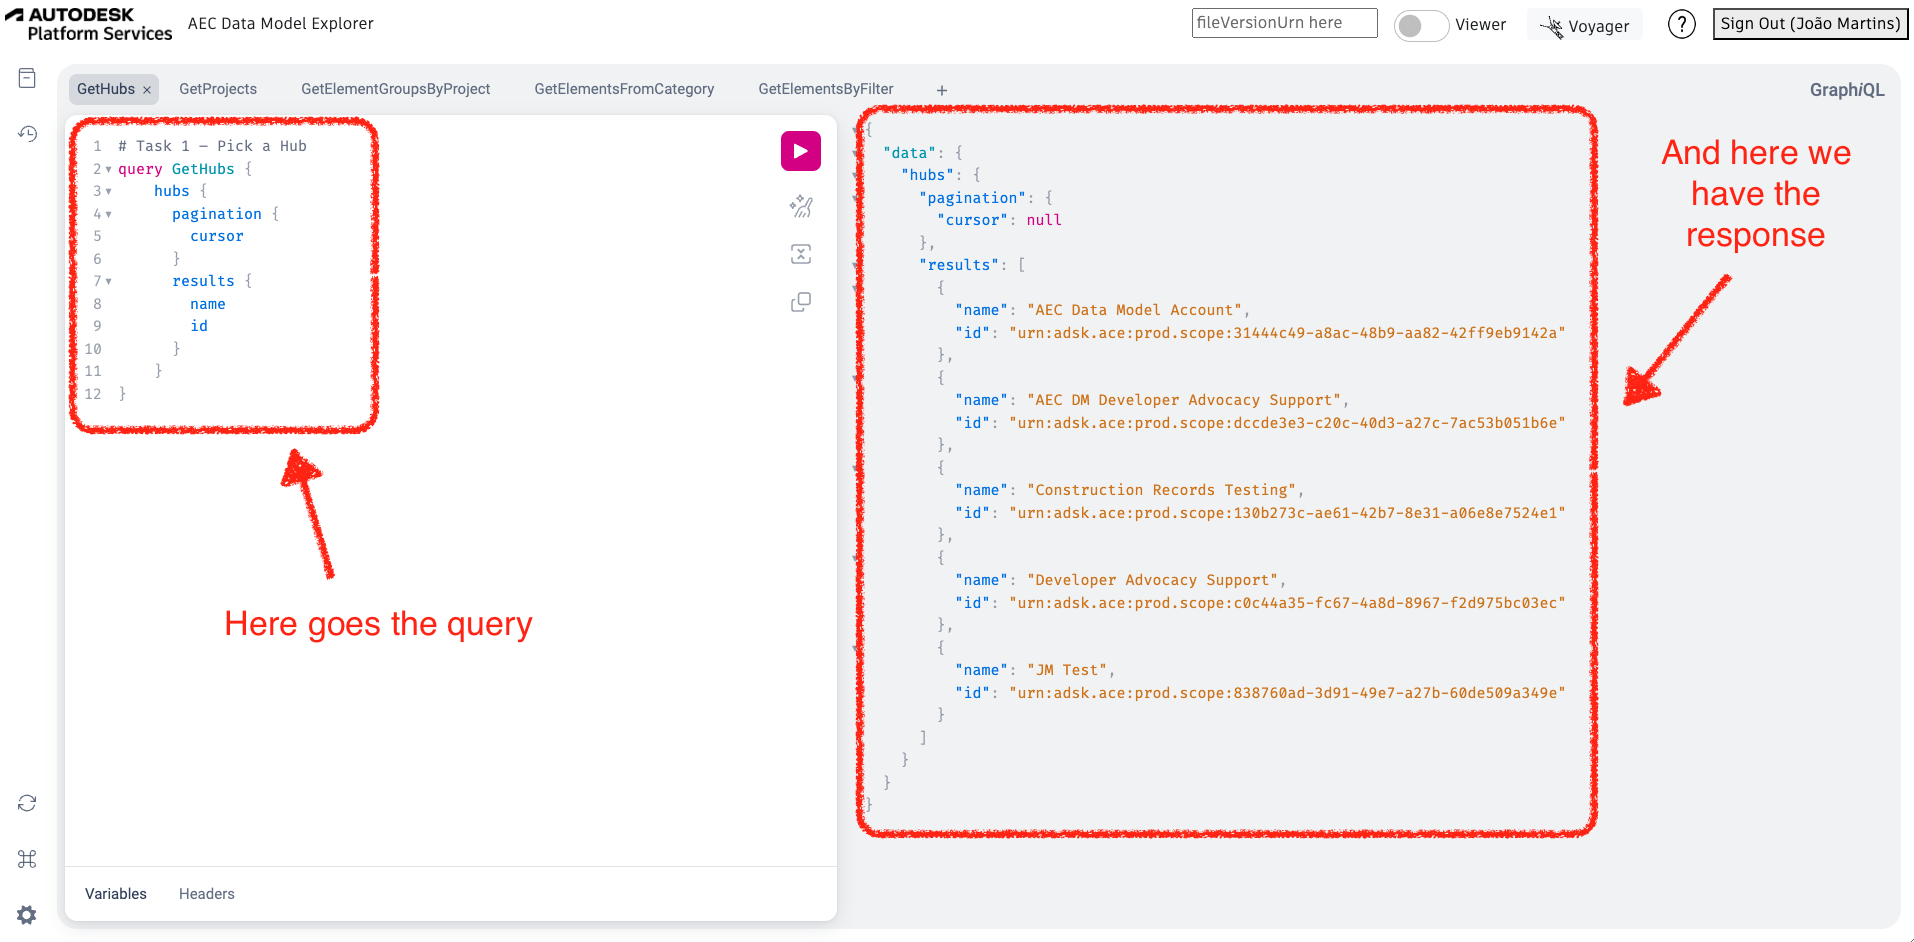 AUTODESK
Platform Services
AEC Data Model Explorer
fileVersionUrn here
Viewer
Voyager
?
Sign Out (João Martins)
GetHubs ×
GetProjects
GetElementGroupsByProject
GetElementsFromCategory
GetElementsByFilter
+
GraphiQL
1 # Task 1 – Pick a Hub
2 query GetHubs {
3 hubs {
4 pagination {
5 cursor
6 }
7 results {
8 name
9 id
10 }
11 }
12 }
Here goes the query
Variables
Headers
{
"data": {
"hubs": {
"pagination": {
"cursor": null
},
"results": [
{
"name": "AEC Data Model Account",
"id": "urn:adsk.ace:prod.scope:31444c49-a8ac-48b9-aa82-42ff9eb9142a"
},
{
"name": "AEC DM Developer Advocacy Support",
"id": "urn:adsk.ace:prod.scope:dccde3e3-c20c-40d3-a27c-7ac53b051b6e"
},
{
"name": "Construction Records Testing",
"id": "urn:adsk.ace:prod.scope:130b273c-ae61-42b7-8e31-a06e8e7524e1"
},
{
"name": "Developer Advocacy Support",
"id": "urn:adsk.ace:prod.scope:c0c44a35-fc67-4a8d-8967-f2d975bc03ec"
},
{
"name": "JM Test",
"id": "urn:adsk.ace:prod.scope:838760ad-3d91-49e7-a27b-60de509a349e"
}
]
}
}
}
And here we
have the
response